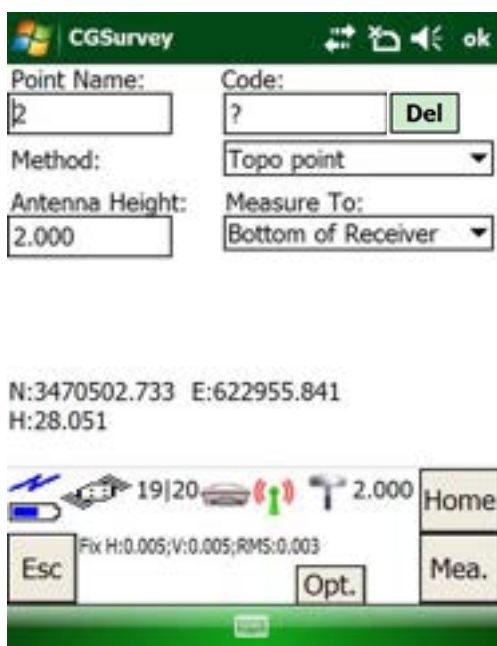 CGSurvey ok
Point Name: Code:
2 ? Del
Method: Topo point
Antenna Height: Measure To:
2.000 Bottom of Receiver
N:3470502.733 E:622955.841
H:28.051
19|20 2.000 Home
Fix H:0.005;V:0.005;RMS:0.003
Esc Opt. Mea.